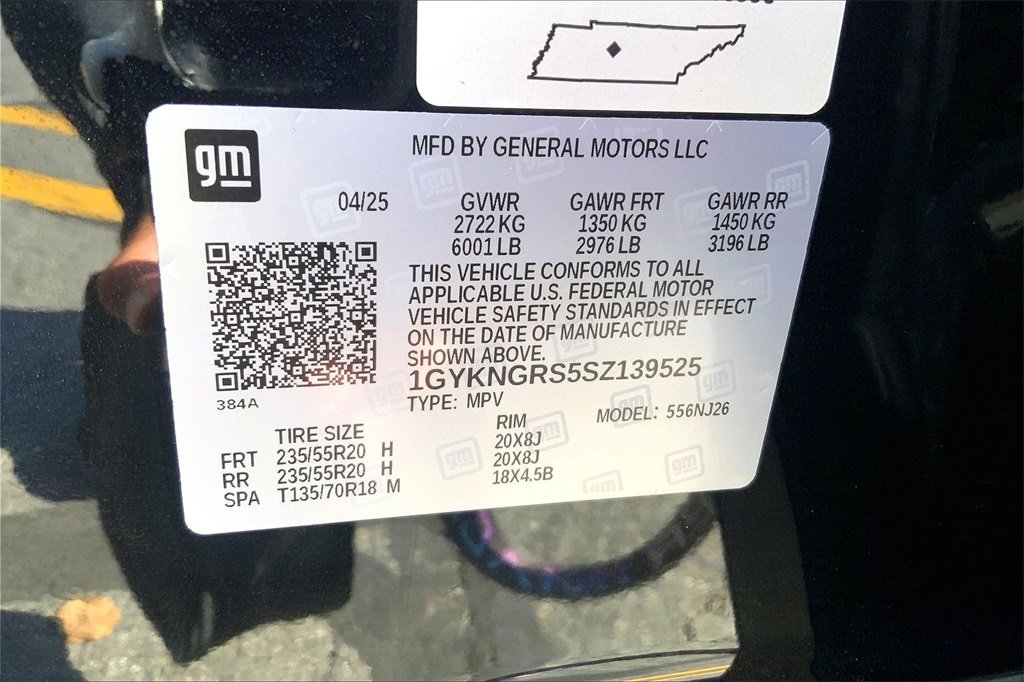 gm
MFD BY GENERAL MOTORS LLC
04/25 GVWR GAWR FRT GAWR RR
2722 KG 1350 KG 1450 KG
6001 LB 2976 LB 3196 LB
THIS VEHICLE CONFORMS TO ALL
APPLICABLE U.S. FEDERAL MOTOR
VEHICLE SAFETY STANDARDS IN EFFECT
ON THE DATE OF MANUFACTURE
SHOWN ABOVE.
1GYKNGRS5SZ139525
384A
TYPE: MPV MODEL: 556NJ26
TIRE SIZE RIM
FRT 235/55R20 H 20X8J
RR 235/55R20 H 20X8J
SPA T135/70R18 M 18X4.5B